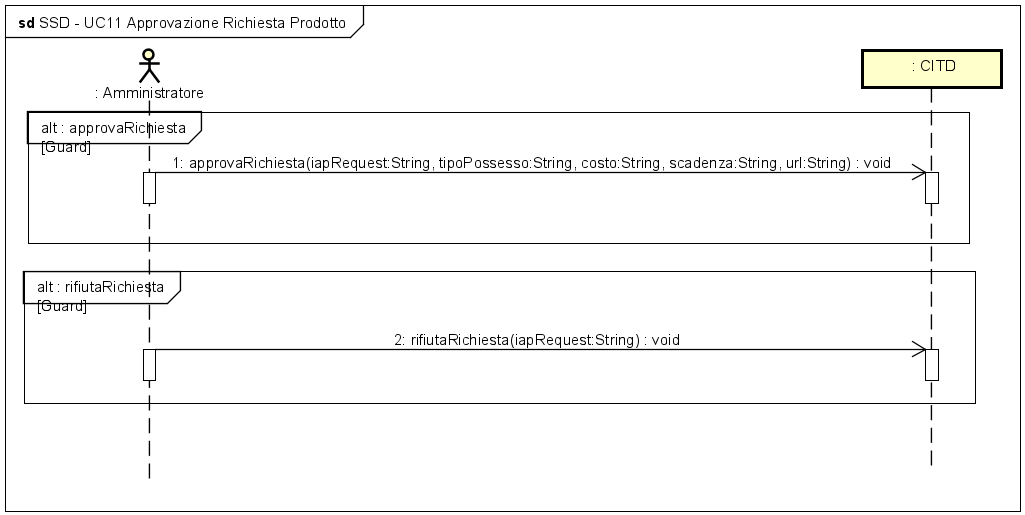 sd SSD - UC11 Approvazione Richiesta Prodotto
: Amministratore
: CITD
alt : approvaRichiesta
[Guard]
1: approvaRichiesta(iapRequest:String, tipoPossesso:String, costo:String, scadenza:String, url:String) : void
alt : rifiutaRichiesta
[Guard]
2: rifiutaRichiesta(iapRequest:String) : void